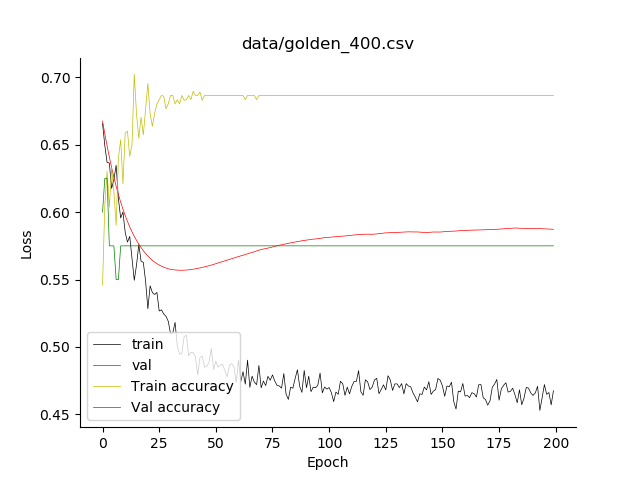 data/golden_400.csv
Loss
0.70
0.65
0.60
0.55
0.50
0.45
train
val
Train accuracy
Val accuracy
0
25
50
75
100
125
150
175
200
Epoch